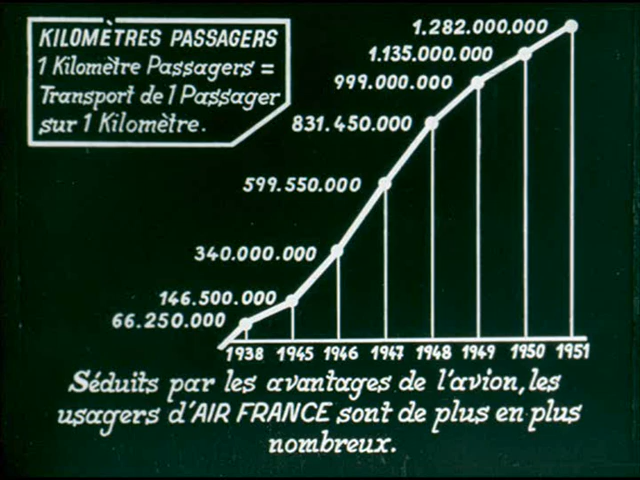 KILOMÈTRES PASSAGERS
1 Kilomètre Passagers =
Transport de 1 Passager
sur 1 Kilomètre.
1.282.000.000
1.135.000.000
999.000.000
831.450.000
599.550.000
340.000.000
146.500.000
66.250.000
1938 1945 1946 1947 1948 1949 1950 1951
Séduits par les avantages de l'avion, les
usagers d'AIR FRANCE sont de plus en plus
nombreux.